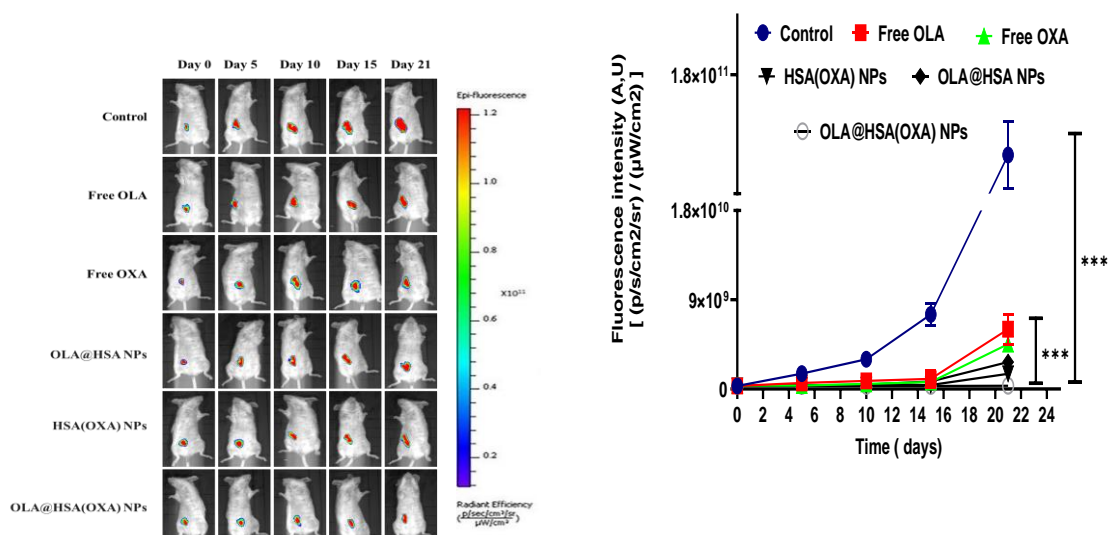 Day 0 Day 5 Day 10 Day 15 Day 21
Control
Free OLA
Free OXA
OLA@HSA NPs
HSA(OXA) NPs
OLA@HSA(OXA) NPs
Epi-fluorescence
1.2
1.0
0.8
X10¹¹
0.6
0.4
0.2
Radiant Efficiency
(p/sec/cm²/sr
µW/cm²)
Control Free OLA Free OXA
HSA(OXA) NPs OLA@HSA NPs
OLA@HSA(OXA) NPs
Fluorescence intensity (A,U)
[ (p/s/cm2/sr) / (µW/cm2) ]
1.8×10¹¹
1.8×10¹⁰
9×10⁹
0
0 2 4 6 8 10 12 14 16 18 20 22 24
Time ( days)
***
***